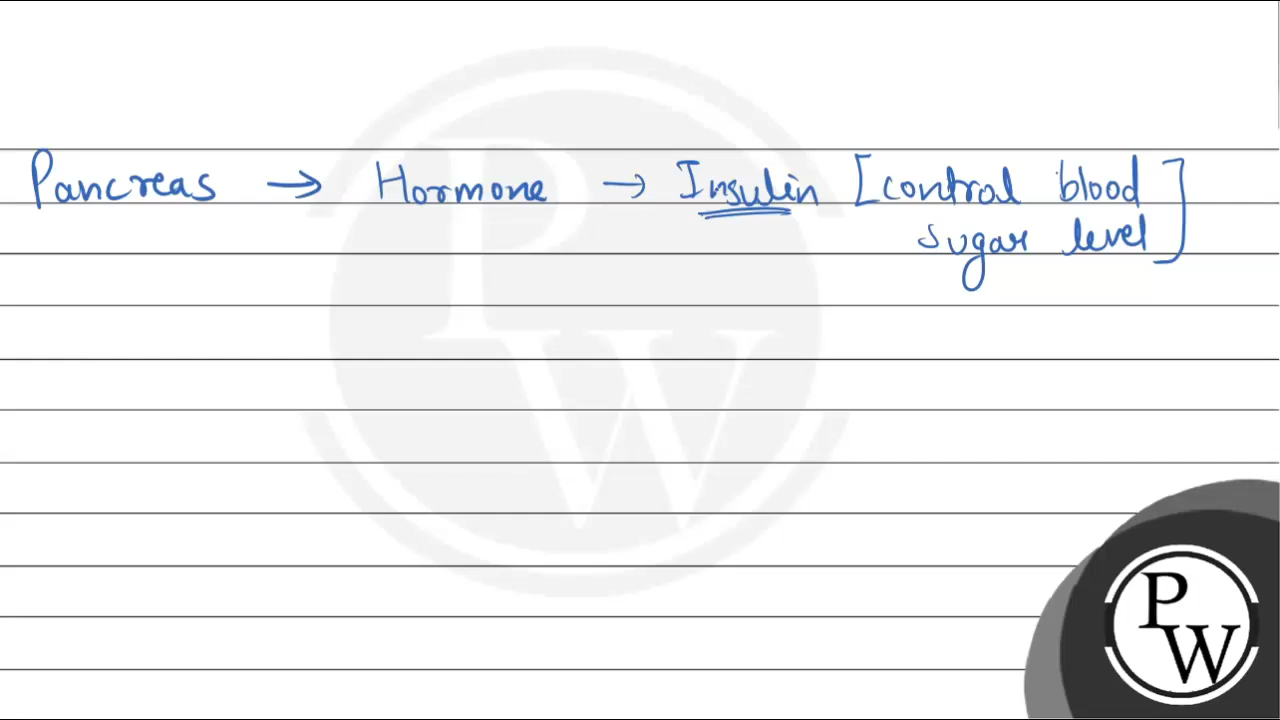 Pancreas → Hormone → Insulin [control blood
sugar level]
P
W
P
W